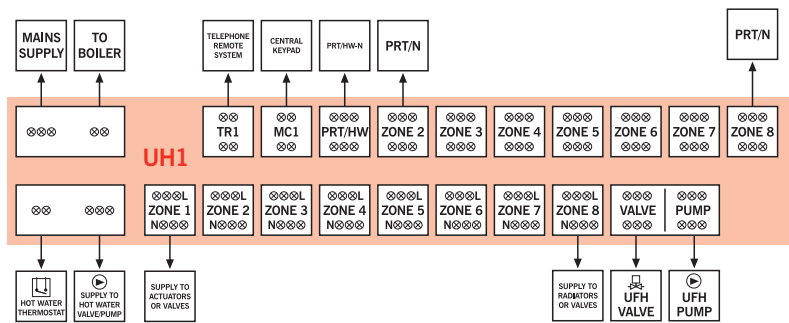 MAINS
SUPPLY
TO
BOILER
TELEPHONE
REMOTE
SYSTEM
CENTRAL
KEYPAD
PRT/HW-N
PRT/N
PRT/N
TR1
MC1
PRT/HW
ZONE 2
ZONE 3
ZONE 4
ZONE 5
ZONE 6
ZONE 7
ZONE 8
UH1
L
ZONE 1
N
L
ZONE 2
N
L
ZONE 3
N
L
ZONE 4
N
L
ZONE 5
N
L
ZONE 6
N
L
ZONE 7
N
L
ZONE 8
N
VALVE
PUMP
HOT WATER
THERMOSTAT
SUPPLY TO
HOT WATER
VALVE/PUMP
SUPPLY TO
ACTUATORS
OR VALVES
SUPPLY TO
RADIATORS
OR VALVES
UFH
VALVE
UFH
PUMP